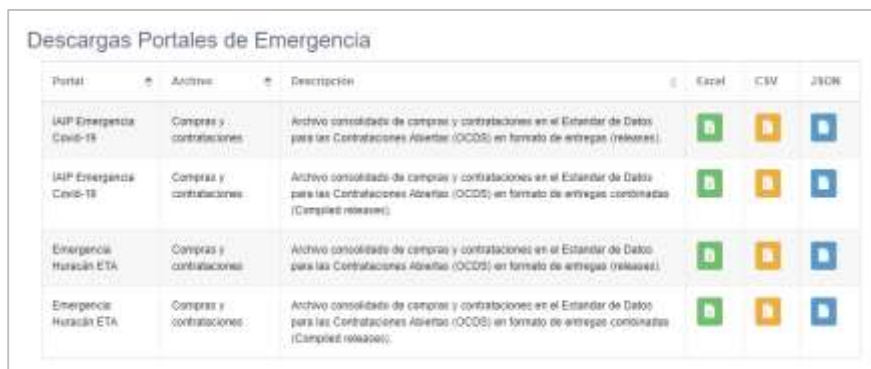 Descargas Portales de Emergencia
Portal Archivo Descripción Excel CSV JSON
IAIP Emergencia Compras y Archivo consolidado de compras y contrataciones en el Estandar de Datos
Covid-19 contrataciones para las Contrataciones Abiertas (OCDS) en formato de entregas (releases).
IAIP Emergencia Compras y Archivo consolidado de compras y contrataciones en el Estandar de Datos
Covid-19 contrataciones para las Contrataciones Abiertas (OCDS) en formato de entregas combinadas
(Compiled releases).
Emergencia Compras y Archivo consolidado de compras y contrataciones en el Estandar de Datos
Huracán ETA contrataciones para las Contrataciones Abiertas (OCDS) en formato de entregas (releases).
Emergencia Compras y Archivo consolidado de compras y contrataciones en el Estandar de Datos
Huracán ETA contrataciones para las Contrataciones Abiertas (OCDS) en formato de entregas combinadas
(Compiled releases).